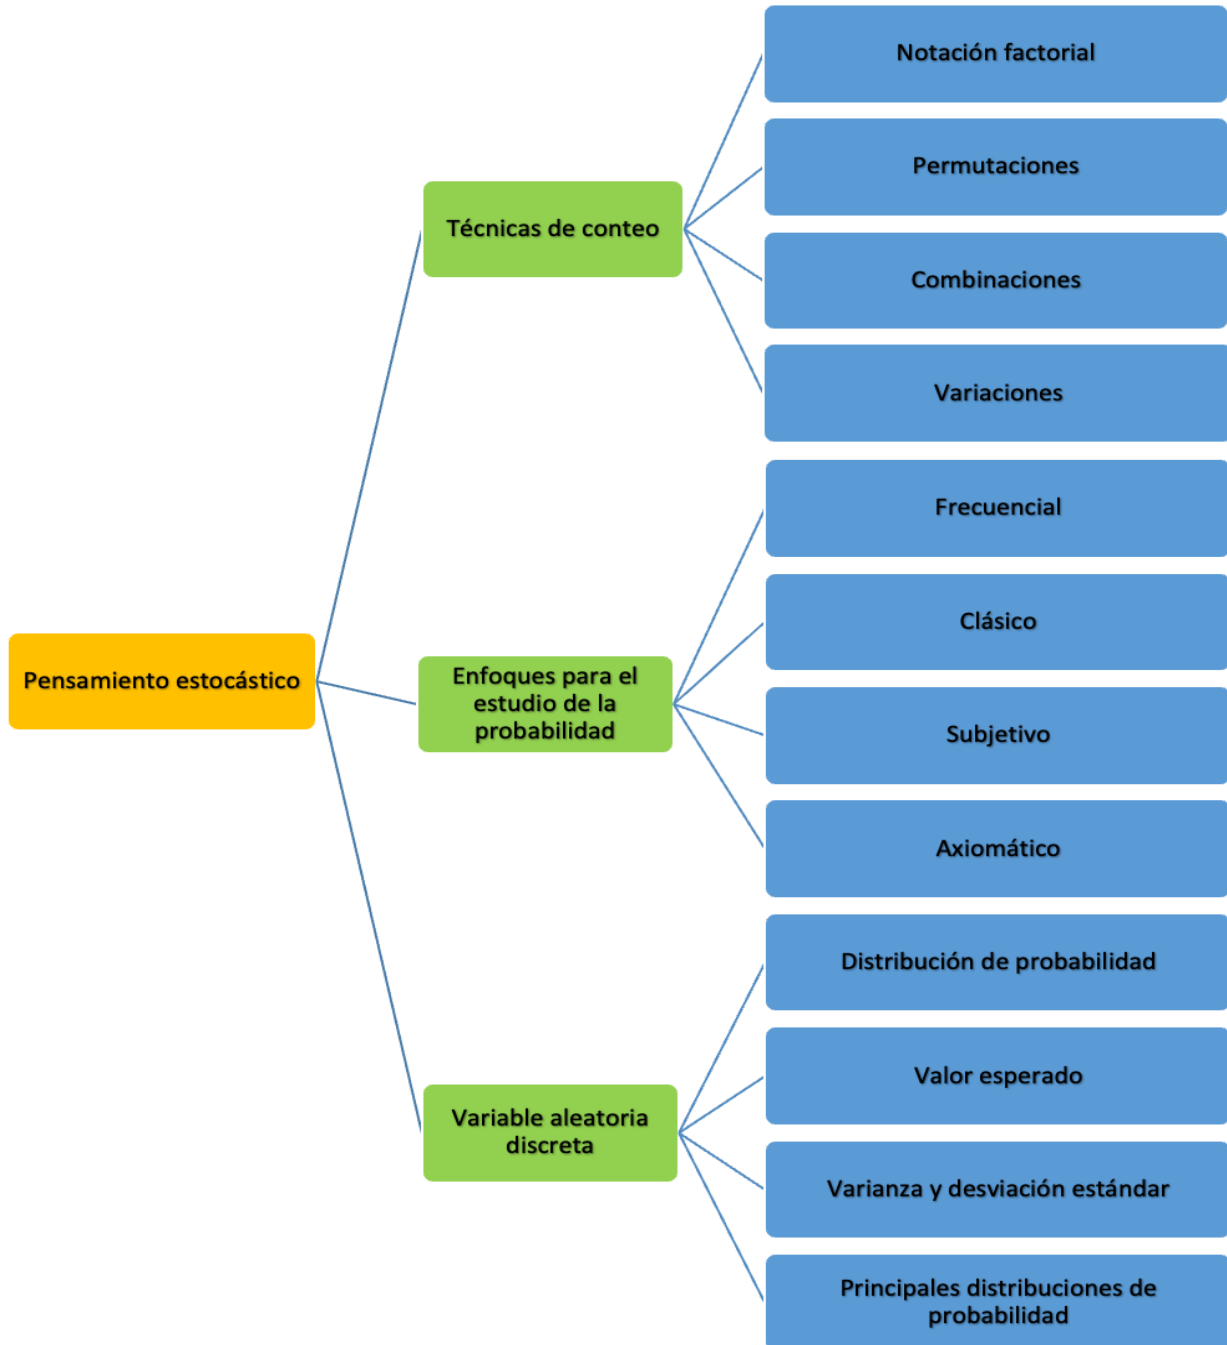 Notación factorial
Permutaciones
Técnicas de conteo
Combinaciones
Variaciones
Frecuencial
Clásico
Pensamiento estocástico
Enfoques para el
estudio de la
probabilidad
Subjetivo
Axiomático
Distribución de probabilidad
Valor esperado
Variable aleatoria
discreta
Varianza y desviación estándar
Principales distribuciones de
probabilidad